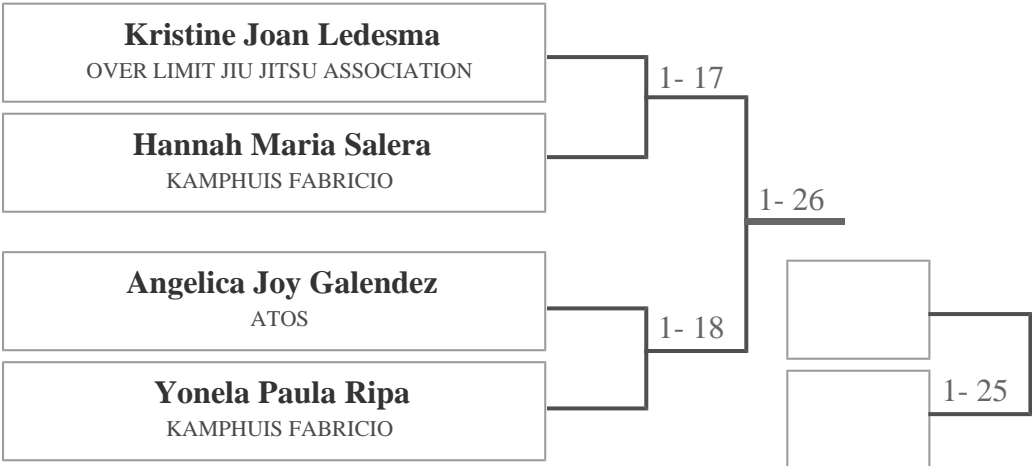 Kristine Joan Ledesma
OVER LIMIT JIU JITSU ASSOCIATION
1- 17
Hannah Maria Salera
KAMPHUIS FABRICIO
1- 26
Angelica Joy Galendez
ATOS
1- 18
Yonela Paula Ripa
KAMPHUIS FABRICIO
1- 25